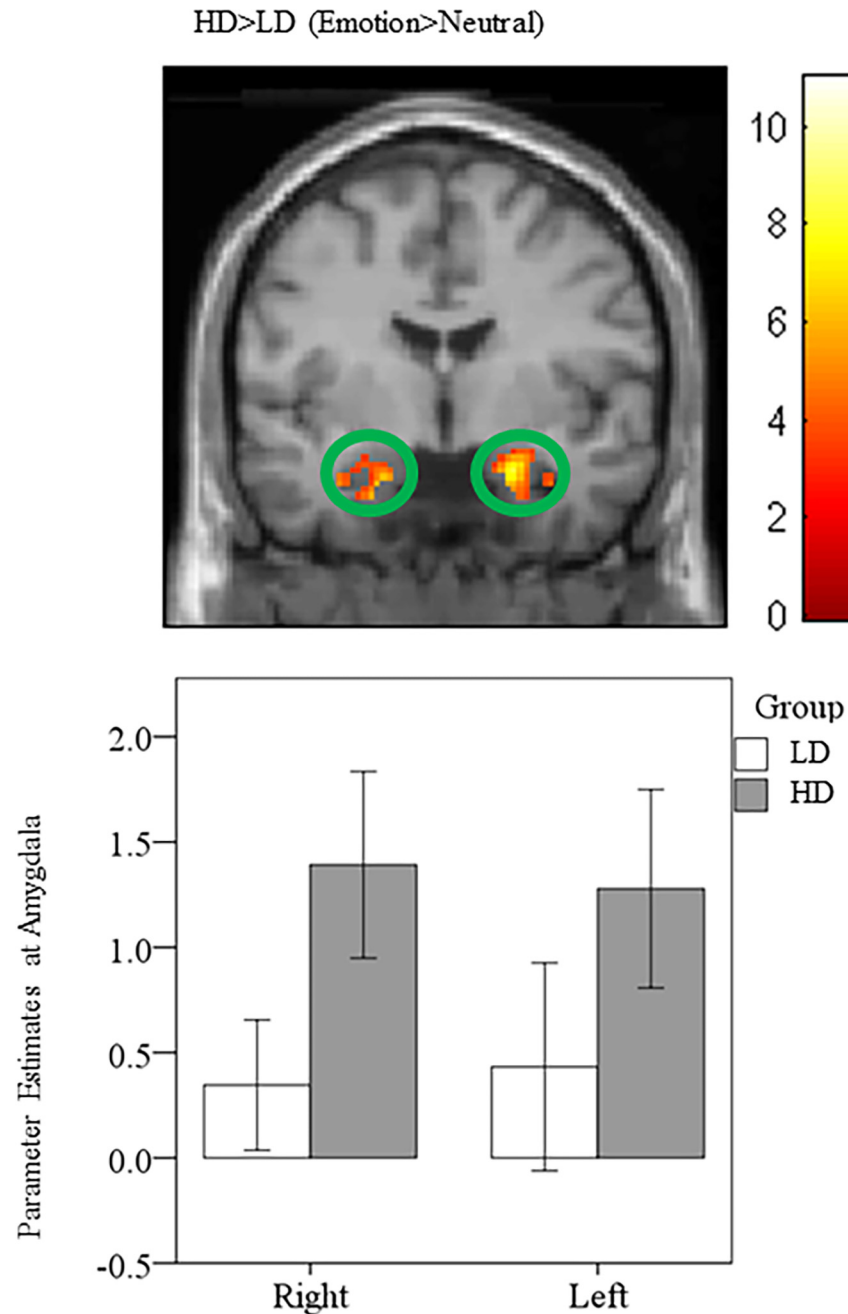 HD>LD (Emotion>Neutral)
10
8
6
4
2
0
Group
LD
HD
Parameter Estimates at Amygdala
2.0
1.5
1.0
0.5
0.0
-0.5
Right
Left